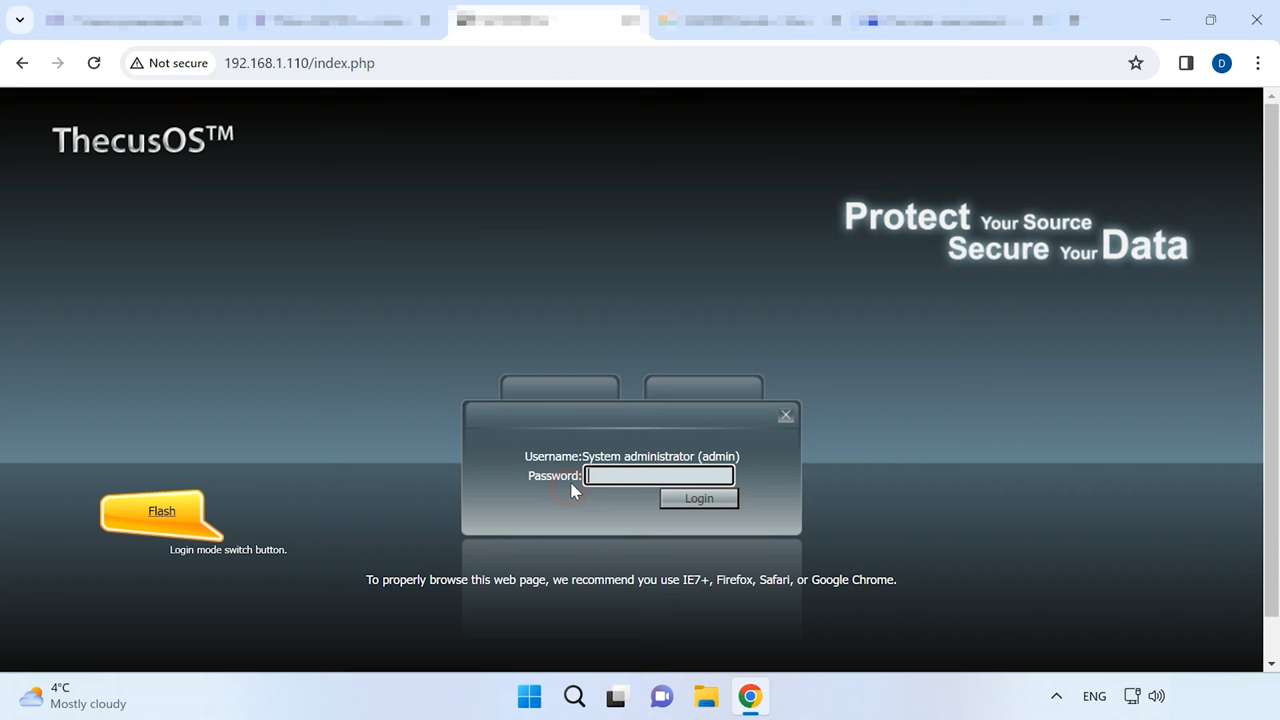 Not secure
192.168.1.110/index.php
D
ThecusOS™
Protect Your Source
Secure Your Data
Username:System administrator (admin)
Password:
Login
Flash
Login mode switch button.
To properly browse this web page, we recommend you use IE7+, Firefox, Safari, or Google Chrome.
4°C
Mostly cloudy
ENG